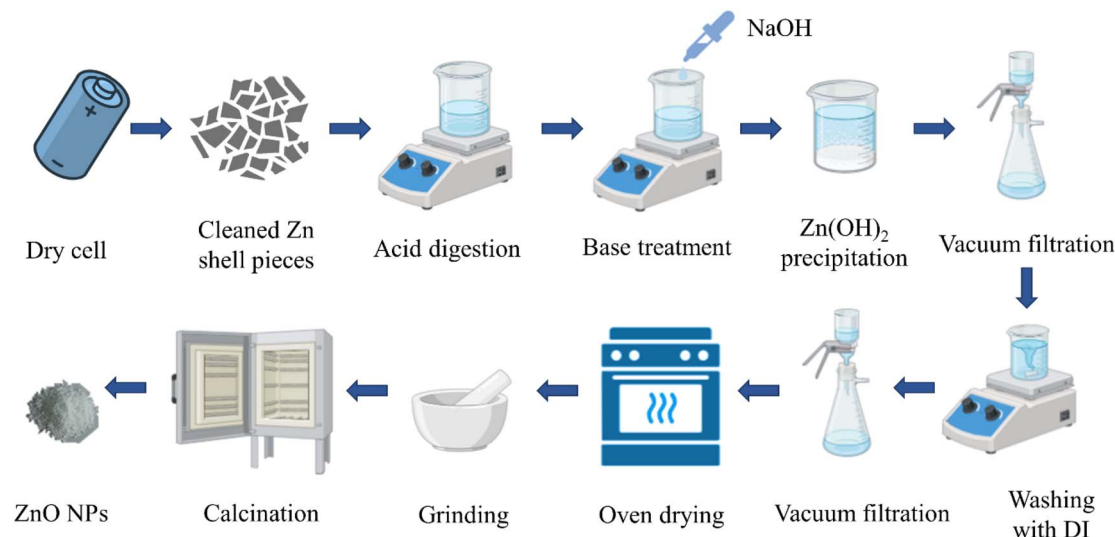 NaOH
Dry cell
Cleaned Zn
shell pieces
Acid digestion
Base treatment
Zn(OH)₂
precipitation
Vacuum filtration
Washing
with DI
Vacuum filtration
Oven drying
Grinding
Calcination
ZnO NPs